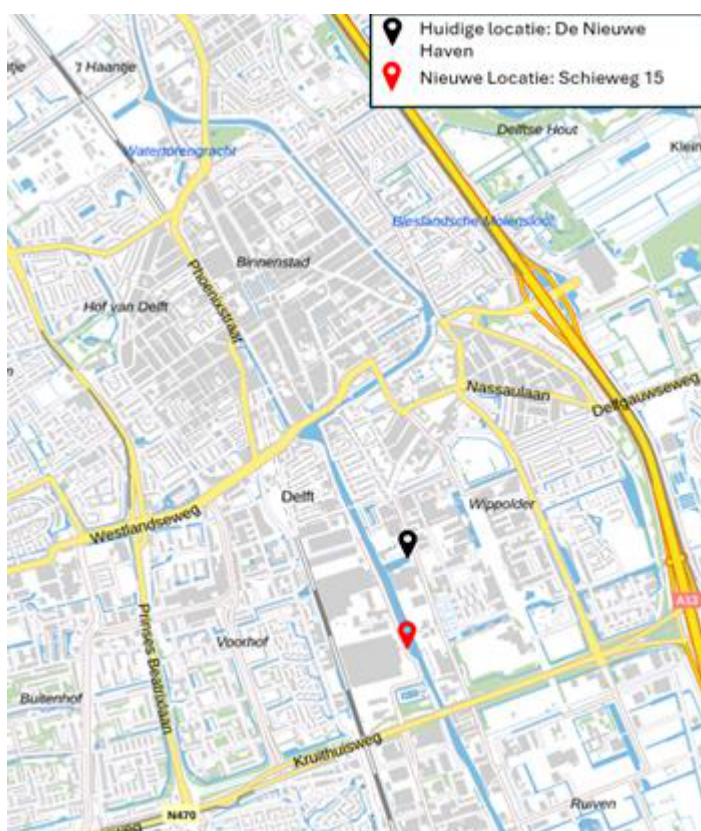 Huidige locatie: De Nieuwe
Haven
Nieuwe Locatie: Schieweg 15
't Haantje
Delftse Hout
Klein
Watertorengracht
Bieslandsche Molensloot
Binnenstad
Phoenixstraat
Hof van Delft
Nassaulaan
Delfgauwseweg
Delft
Wippolder
Westlandseweg
A13
Prinses Beatrixlaan
Voorhof
Buitenhof
Kruithuisweg
Ruiven
N470